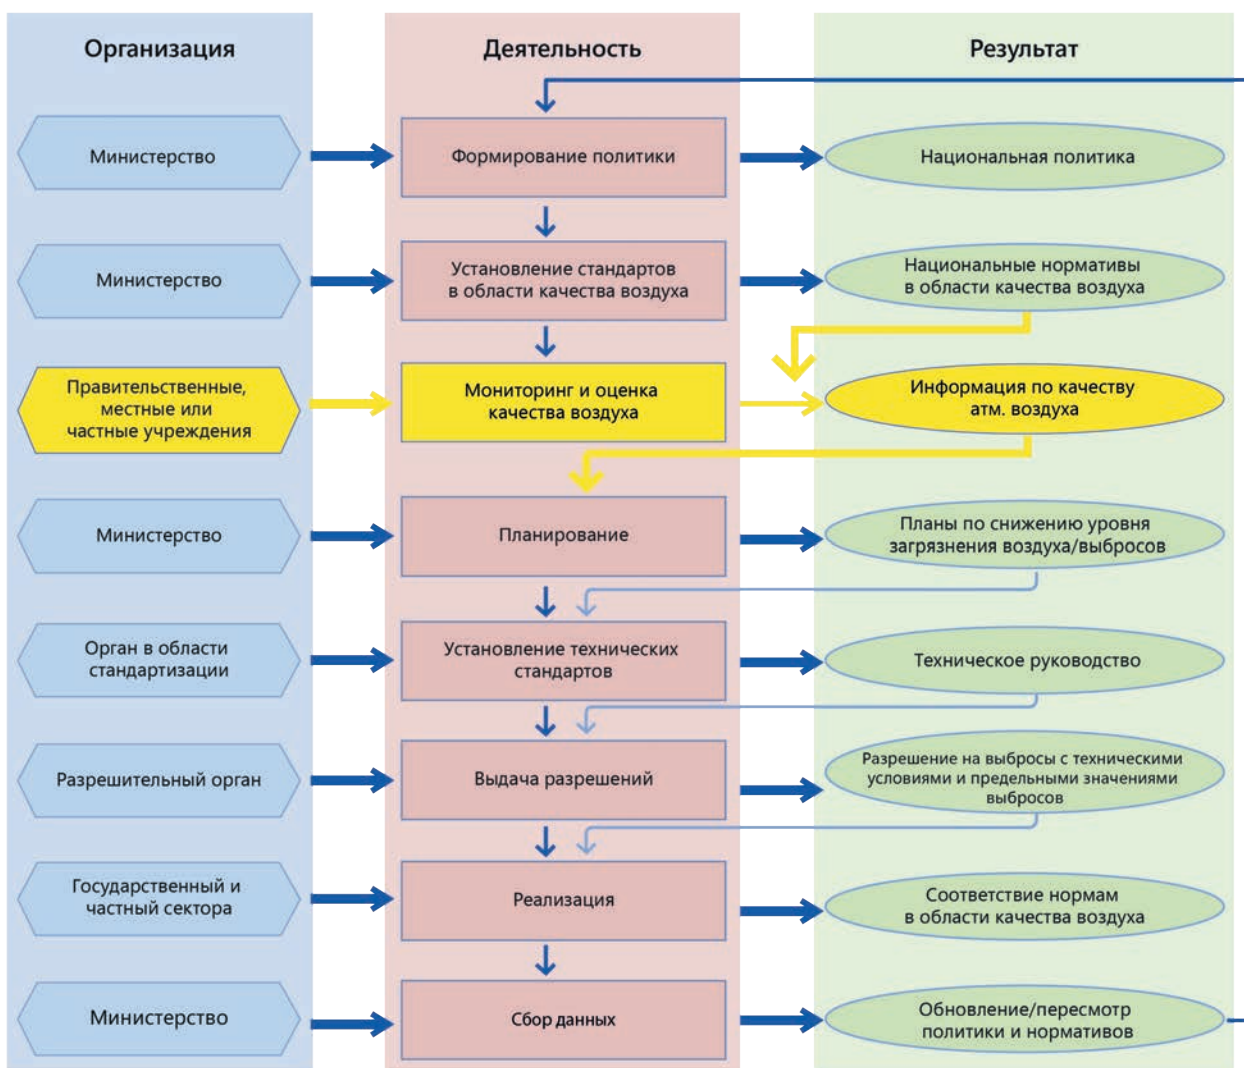 Организация
Деятельность
Результат
Министерство
Формирование политики
Национальная политика
Министерство
Установление стандартов
в области качества воздуха
Национальные нормативы
в области качества воздуха
Правительственные,
местные или
частные учреждения
Мониторинг и оценка
качества воздуха
Информация по качеству
атм. воздуха
Министерство
Планирование
Планы по снижению уровня
загрязнения воздуха/выбросов
Орган в области
стандартизации
Установление технических
стандартов
Техническое руководство
Разрешительный орган
Выдача разрешений
Разрешение на выбросы с техническими
условиями и предельными значениями
выбросов
Государственный и
частный сектора
Реализация
Соответствие нормам
в области качества воздуха
Министерство
Сбор данных
Обновление/пересмотр
политики и нормативов